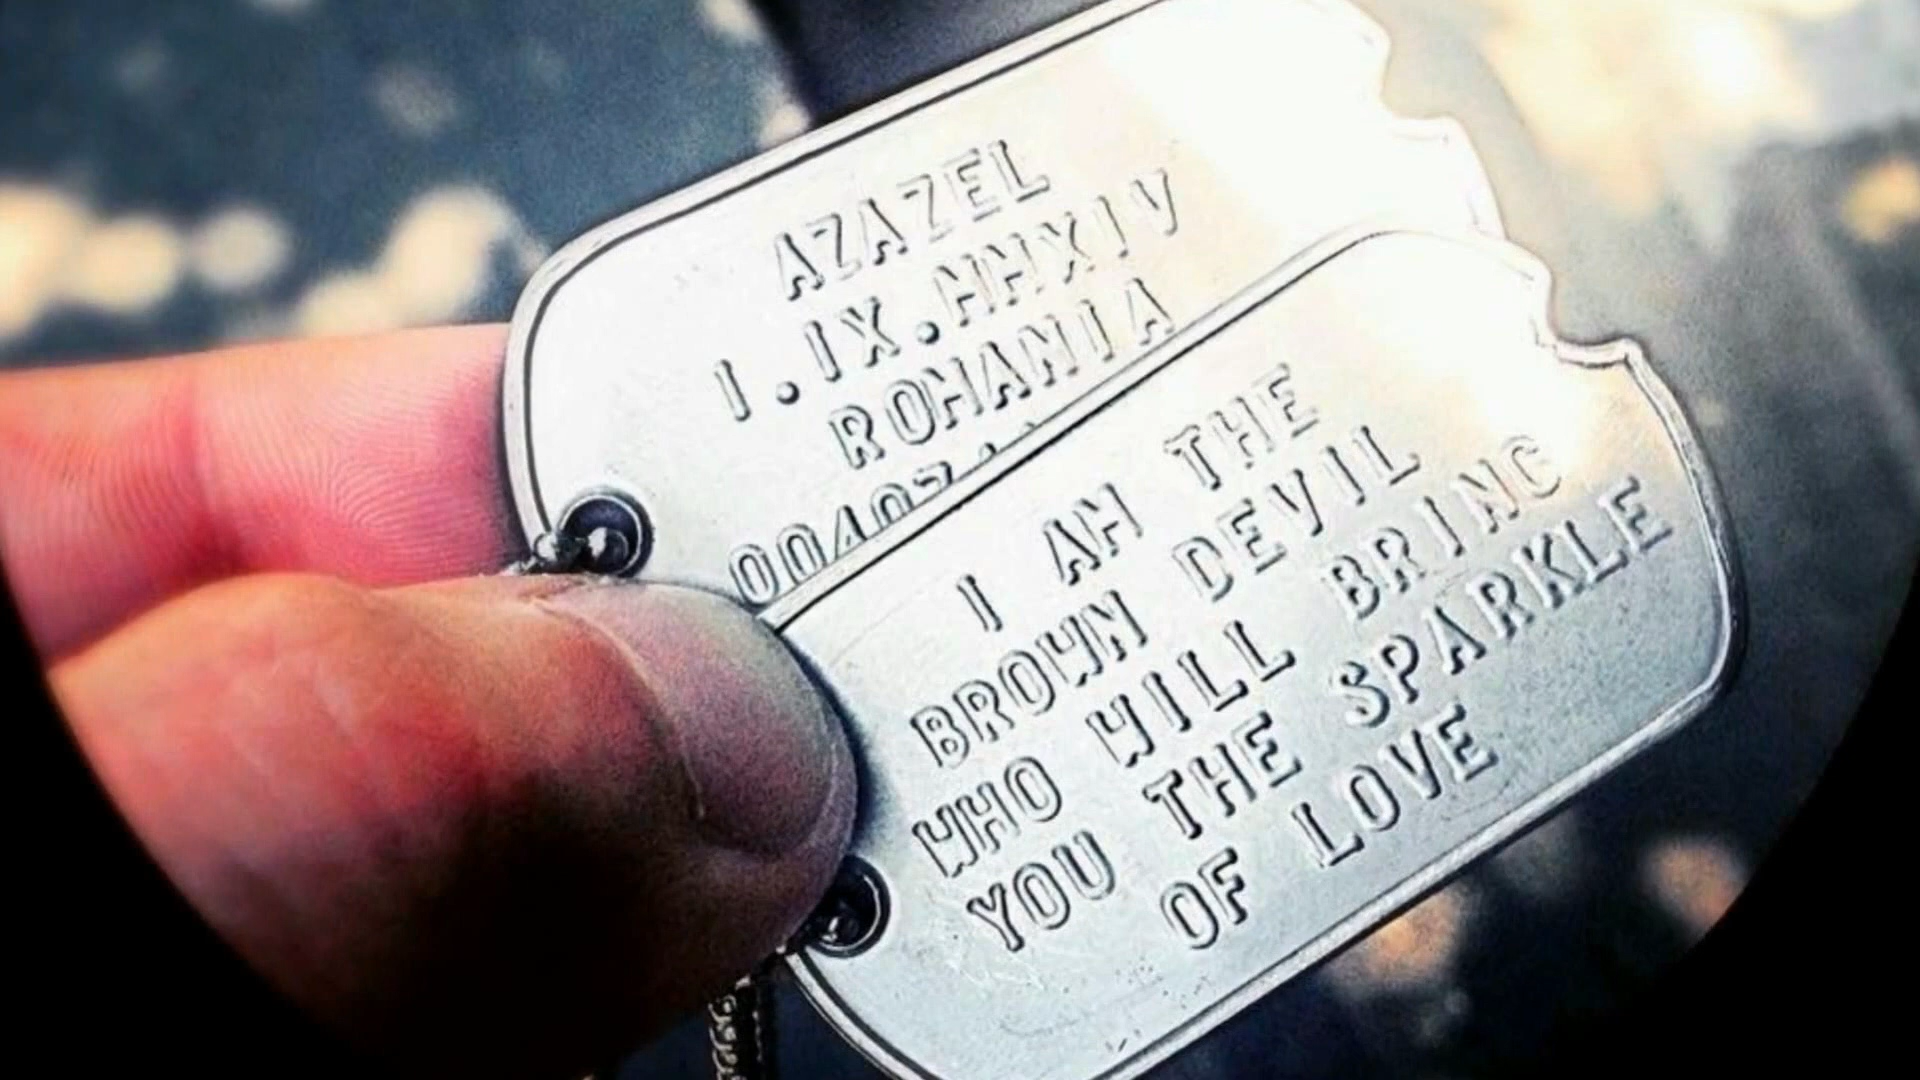 AZAZEL
I.IX.MMXIV
ROMANIA
I AM THE
BROWN DEVIL
WHO WILL BRING
YOU THE SPARKLE
OF LOVE